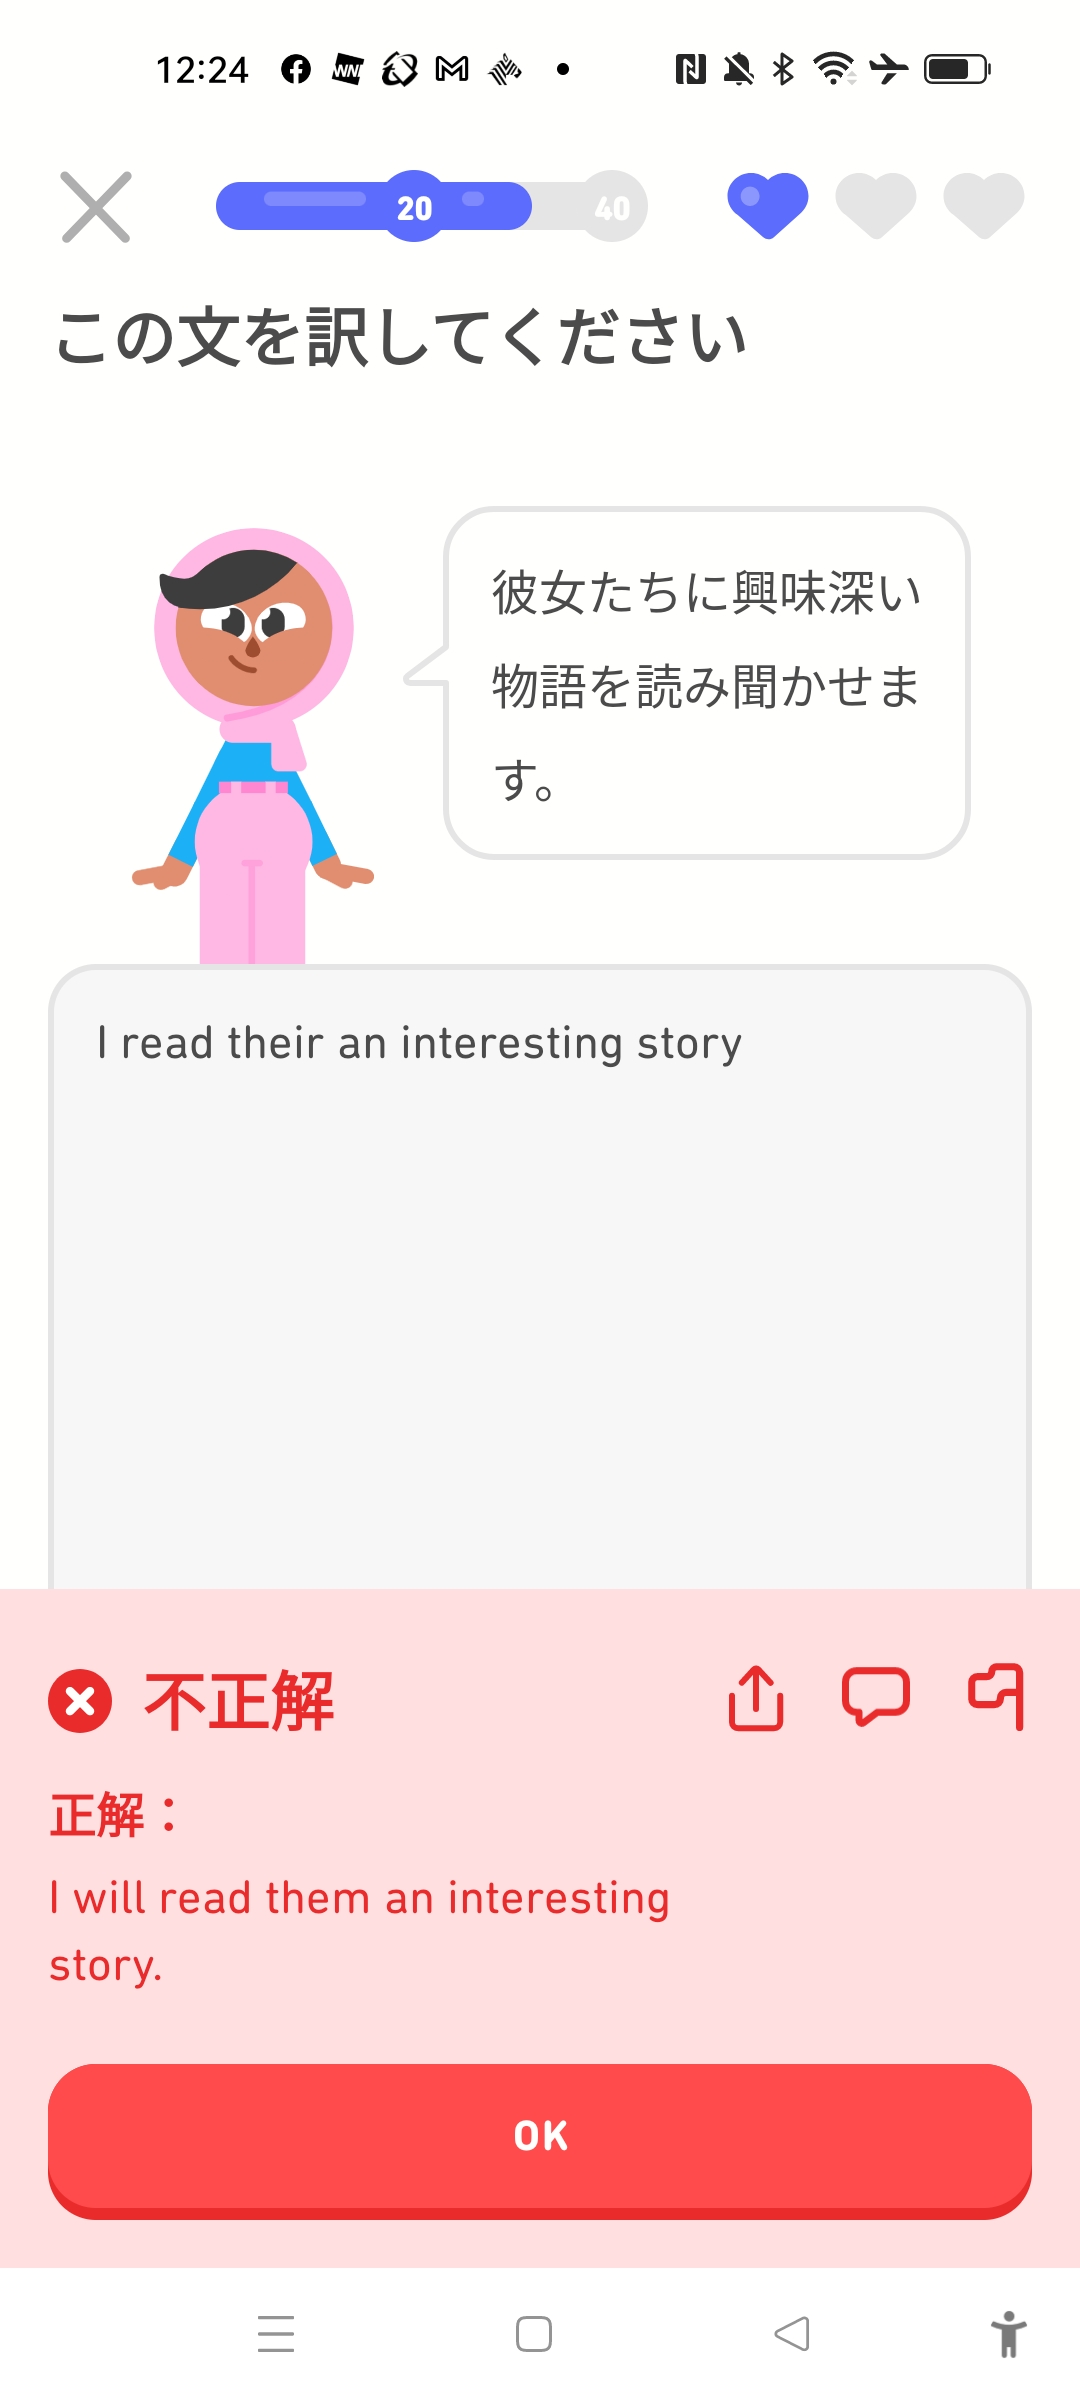 12:24
20 40
この文を訳してください
彼女たちに興味深い
物語を読み聞かせま
す。
I read their an interesting story
不正解
正解：
I will read them an interesting
story.
OK